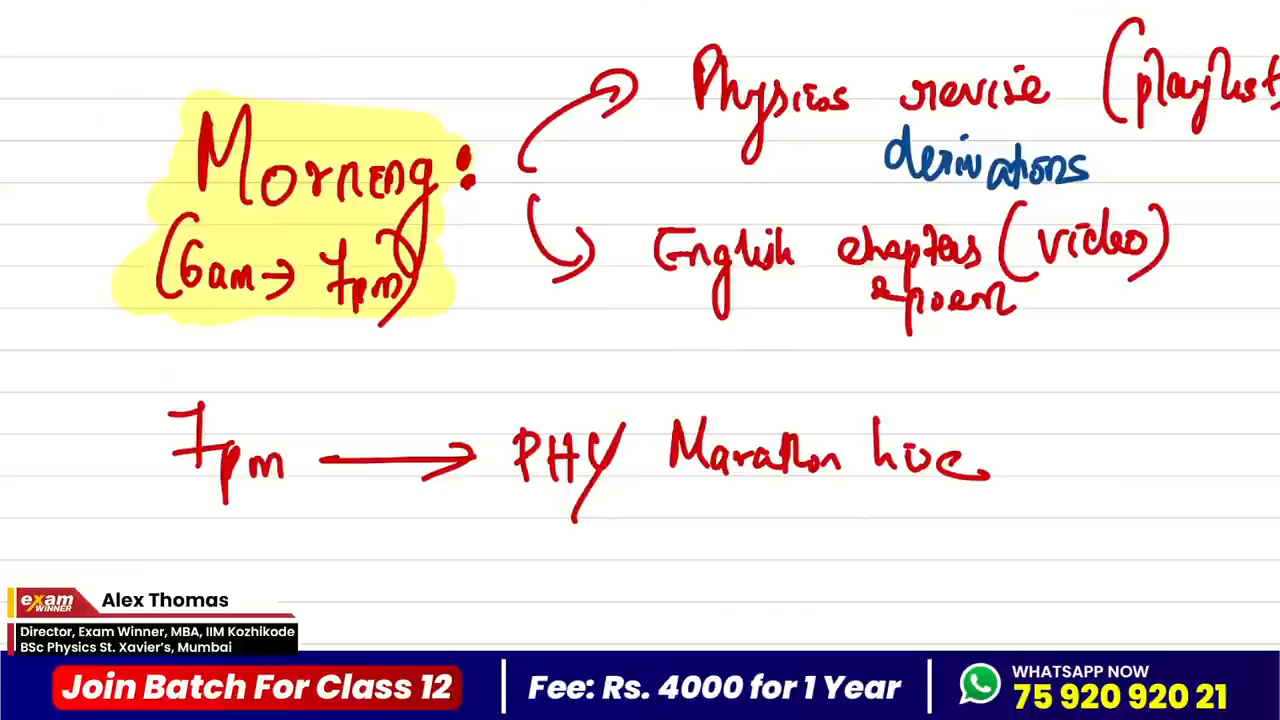 Physics revise (playlist
derivations
Morning:
(6am → 7pm)
English chapters (video)
& poem
7pm → PHY Marathon live
exam WINNER
Alex Thomas
Director, Exam Winner, MBA, IIM Kozhikode
BSc Physics St. Xavier's, Mumbai
Join Batch For Class 12
Fee: Rs. 4000 for 1 Year
WHATSAPP NOW
75 920 920 21